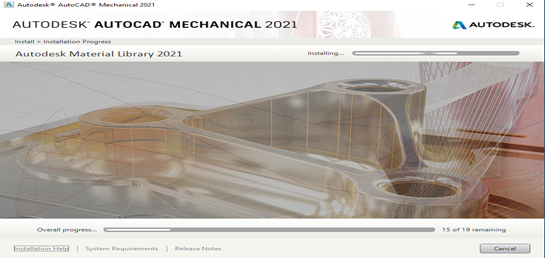 Autodesk® AutoCAD® Mechanical 2021
AUTODESK® AUTOCAD® MECHANICAL 2021
AUTODESK.
Install > Installation Progress
Autodesk Material Library 2021
Installing...
Overall progress...
15 of 19 remaining
Installation Help | System Requirements | Release Notes
Cancel